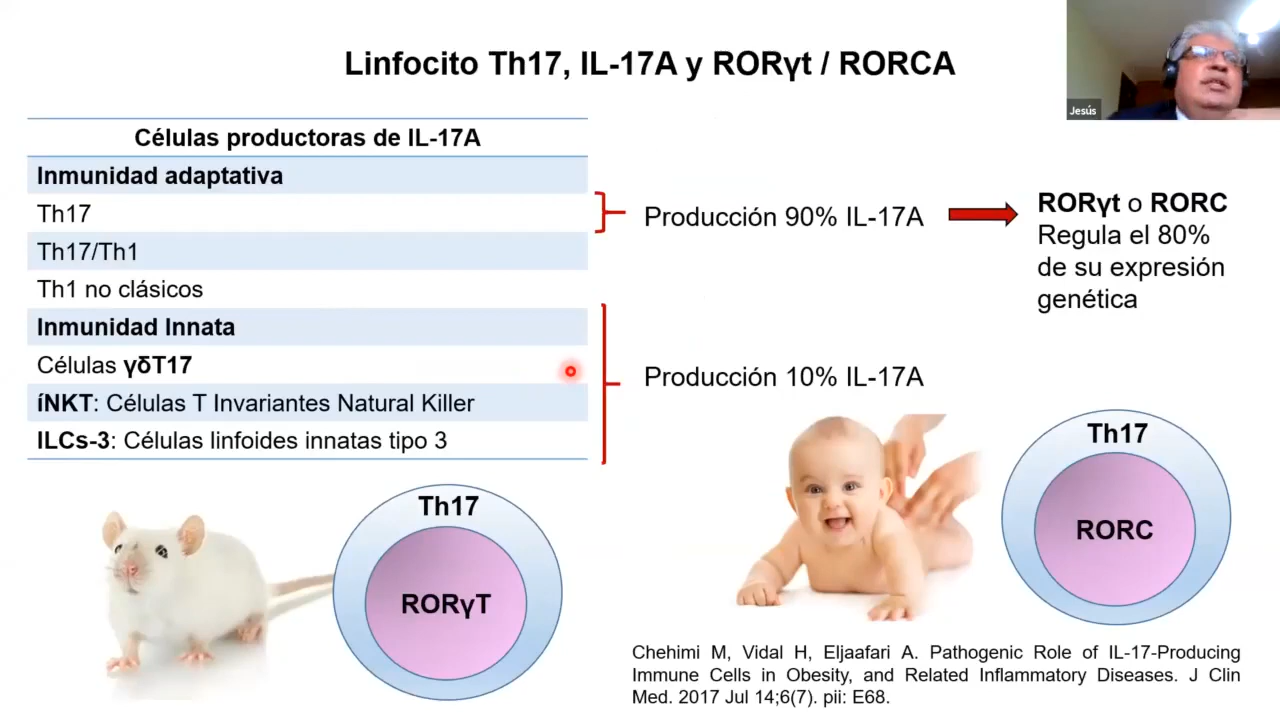 Linfocito Th17, IL-17A y RORγt / RORCA
Jesús
Células productoras de IL-17A
Inmunidad adaptativa
Th17
Th17/Th1
Th1 no clásicos
Inmunidad Innata
Células γδT17
íNKT: Células T Invariantes Natural Killer
ILCs-3: Células linfoides innatas tipo 3
Producción 90% IL-17A
RORγt o RORC
Regula el 80%
de su expresión
genética
Producción 10% IL-17A
Th17
RORγT
Th17
RORC
Chehimi M, Vidal H, Eljaafari A. Pathogenic Role of IL-17-Producing
Immune Cells in Obesity, and Related Inflammatory Diseases. J Clin
Med. 2017 Jul 14;6(7). pii: E68.